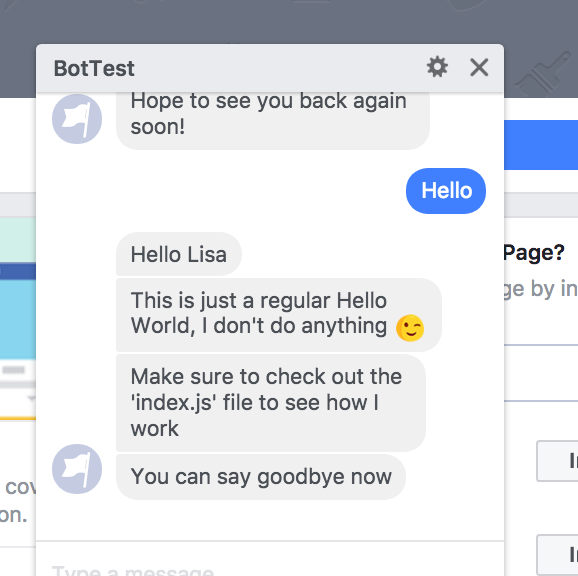 BotTest
Hope to see you back again
soon!
Hello
Hello Lisa
This is just a regular Hello
World, I don't do anything 😉
Make sure to check out the
'index.js' file to see how I
work
You can say goodbye now
Type a message
Page?
ge by in
cov
on.